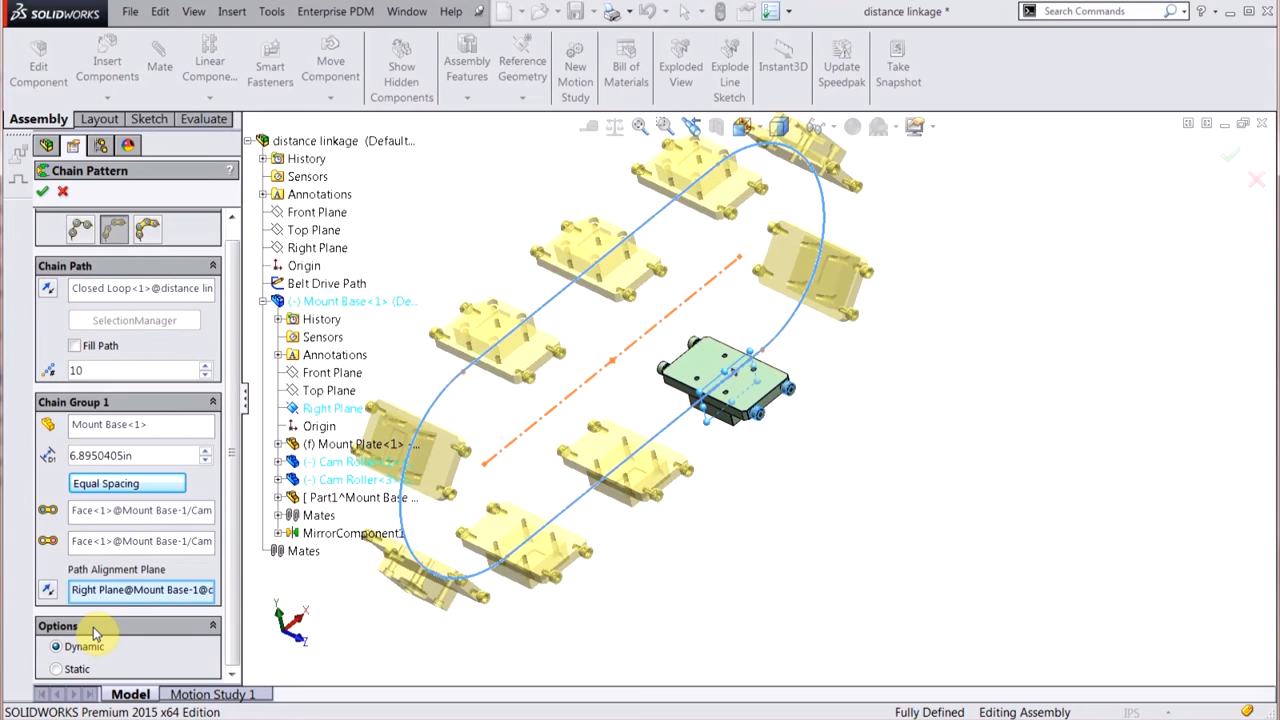 SOLIDWORKS File Edit View Insert Tools Enterprise PDM Window Help distance linkage * Search Commands
Edit Component
Insert Components
Mate
Linear Compone...
Smart Fasteners
Move Component
Show Hidden Components
Assembly Features
Reference Geometry
New Motion Study
Bill of Materials
Exploded View
Explode Line Sketch
Instant3D
Update Speedpak
Take Snapshot
Assembly Layout Sketch Evaluate
Chain Pattern ?
Chain Path
Closed Loop<1>@distance lin
SelectionManager
Fill Path
10
Chain Group 1
Mount Base<1>
6.8950405in
Equal Spacing
Face<1>@Mount Base-1/Cam
Face<1>@Mount Base-1/Cam
Path Alignment Plane
Right Plane@Mount Base-1@c
Options
Dynamic
Static
distance linkage (Default...
History
Sensors
Annotations
Front Plane
Top Plane
Right Plane
Origin
Belt Drive Path
(-) Mount Base<1> (De...
History
Sensors
Annotations
Front Plane
Top Plane
Right Plane
Origin
(f) Mount Plate<1> -...
(-) Cam Roller
(-) Cam Roller<3>
[ Part1^Mount Base ...
Mates
MirrorComponent1
Mates
Y
X
Z
Model Motion Study 1
SOLIDWORKS Premium 2015 x64 Edition Fully Defined Editing Assembly IPS